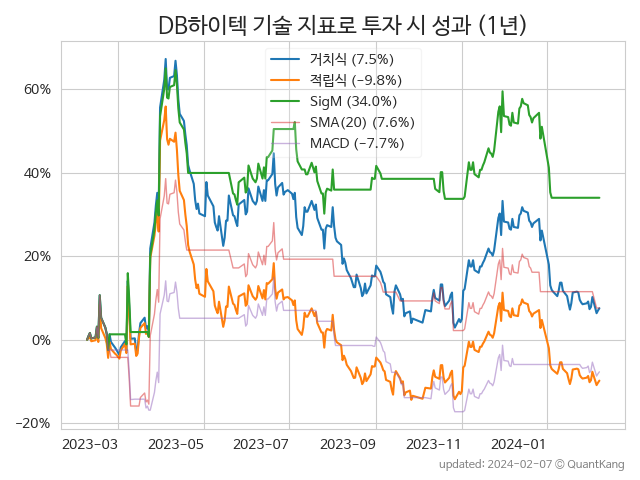 DB하이텍 기술 지표로 투자 시 성과 (1년)
거치식 (7.5%)
적립식 (−9.8%)
SigM (34.0%)
SMA(20) (7.6%)
MACD (−7.7%)
60%
40%
20%
0%
−20%
2023-03 2023-05 2023-07 2023-09 2023-11 2024-01
updated: 2024-02-07 © QuantKang